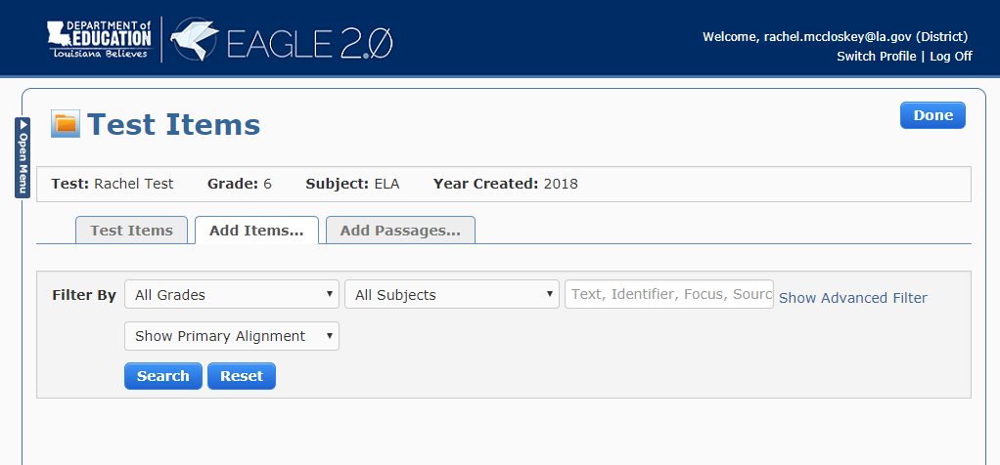 DEPARTMENT of
EDUCATION
Louisiana Believes
EAGLE 2.0
Welcome, rachel.mccloskey@la.gov (District)
Switch Profile | Log Off
Open Menu
Test Items
Done
Test: Rachel Test Grade: 6 Subject: ELA Year Created: 2018
Test Items Add Items... Add Passages...
Filter By All Grades All Subjects Text, Identifier, Focus, Sourc Show Advanced Filter
Show Primary Alignment
Search Reset